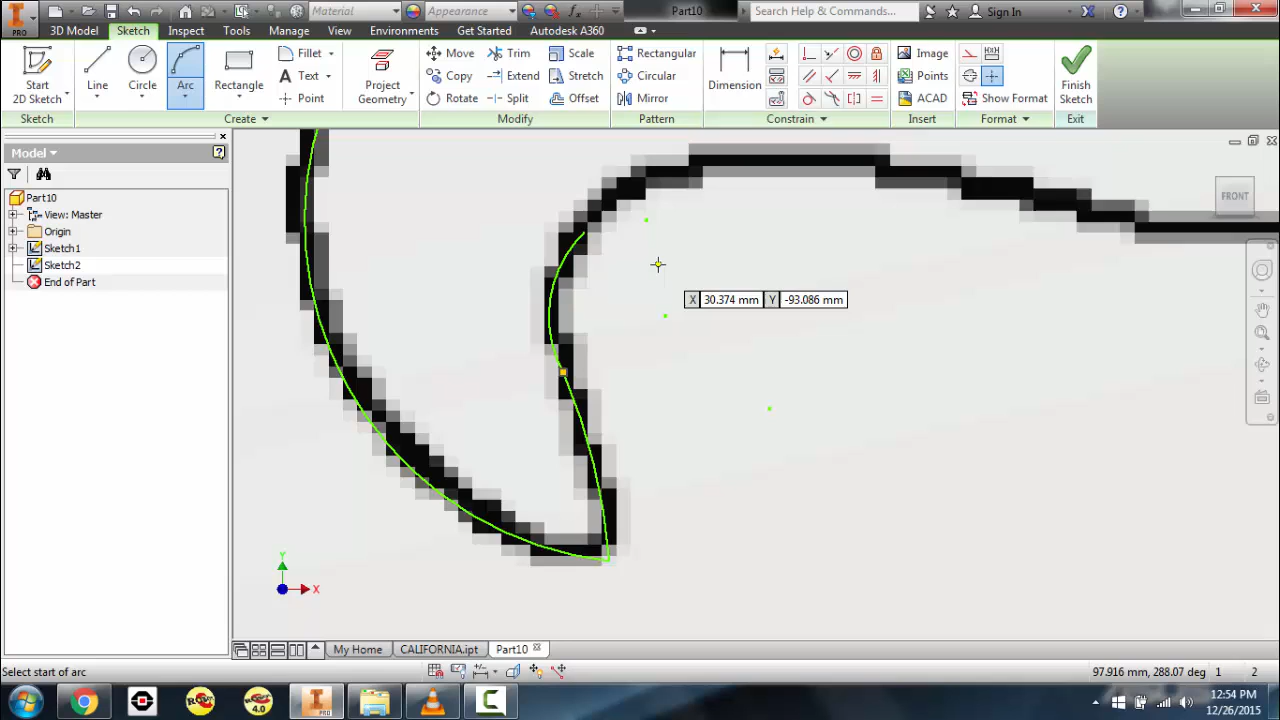 Material Appearance fx Part10 Search Help & Commands... Sign In
PRO 3D Model Sketch Inspect Tools Manage View Environments Get Started Autodesk A360
Start 2D Sketch Line Circle Arc Rectangle Fillet Text Point Project Geometry
Move Copy Rotate Trim Extend Split Scale Stretch Offset
Rectangular Circular Mirror Dimension Image Points ACAD Show Format Finish Sketch
Sketch Create Modify Pattern Constrain Insert Format Exit
Model
Part10
View: Master
Origin
Sketch1
Sketch2
End of Part
FRONT
X 30.374 mm Y -93.086 mm
Y
X
My Home CALIFORNIA.ipt Part10
Select start of arc 97.916 mm, 288.07 deg 1 2
12:54 PM
12/26/2015